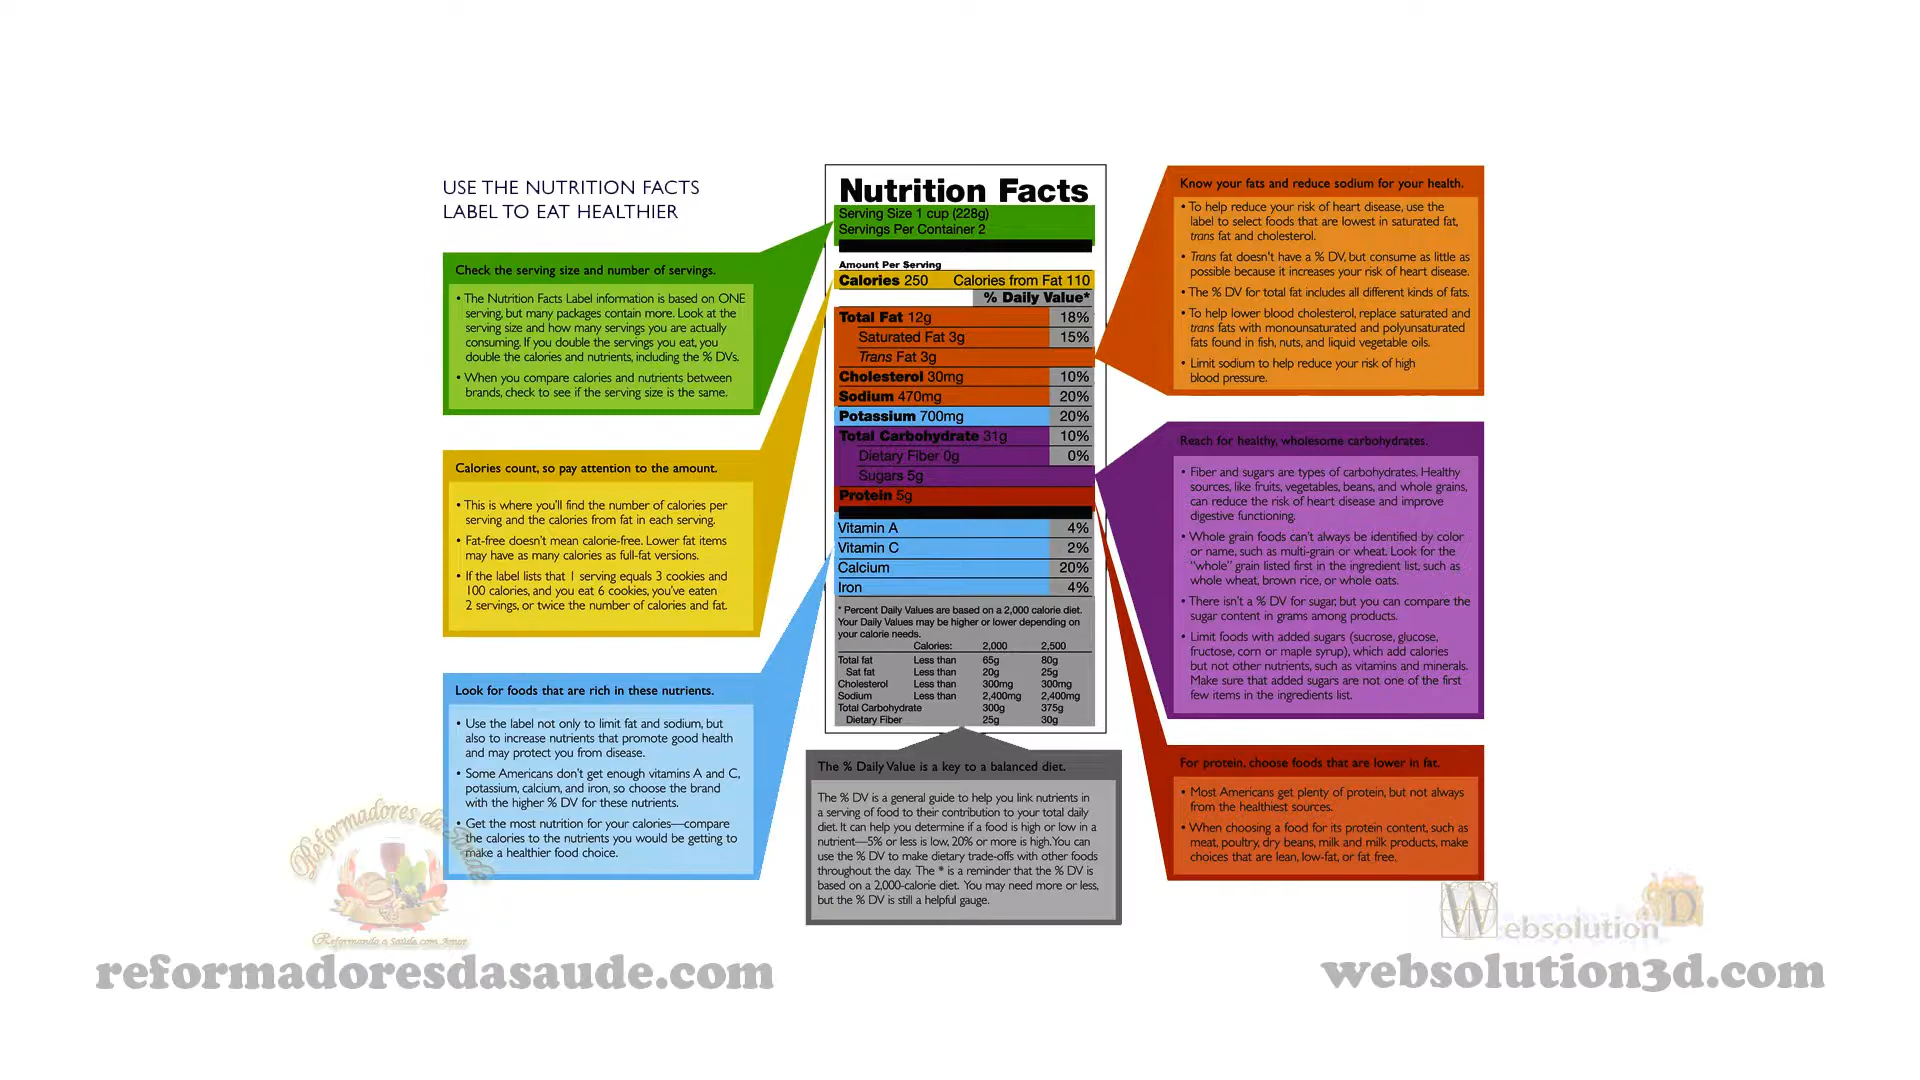 USE THE NUTRITION FACTS
LABEL TO EAT HEALTHIER
Check the serving size and number of servings.
• The Nutrition Facts Label information is based on ONE
serving, but many packages contain more. Look at the
serving size and how many servings you are actually
consuming. If you double the servings you eat, you
double the calories and nutrients, including the % DVs.
• When you compare calories and nutrients between
brands, check to see if the serving size is the same.
Calories count, so pay attention to the amount.
• This is where you'll find the number of calories per
serving and the calories from fat in each serving.
• Fat-free doesn't mean calorie-free. Lower fat items
may have as many calories as full-fat versions.
• If the label lists that 1 serving equals 3 cookies and
100 calories, and you eat 6 cookies, you've eaten
2 servings, or twice the number of calories and fat.
Look for foods that are rich in these nutrients.
• Use the label not only to limit fat and sodium, but
also to increase nutrients that promote good health
and may protect you from disease.
• Some Americans don't get enough vitamins A and C,
potassium, calcium, and iron, so choose the brand
with the higher % DV for these nutrients.
• Get the most nutrition for your calories—compare
the calories to the nutrients you would be getting to
make a healthier food choice.
Nutrition Facts
Serving Size 1 cup (228g)
Servings Per Container 2
Amount Per Serving
Calories 250 Calories from Fat 110
% Daily Value*
Total Fat 12g 18%
Saturated Fat 3g 15%
Trans Fat 3g
Cholesterol 30mg 10%
Sodium 470mg 20%
Potassium 700mg 20%
Total Carbohydrate 31g 10%
Dietary Fiber 0g 0%
Sugars 5g
Protein 5g
Vitamin A 4%
Vitamin C 2%
Calcium 20%
Iron 4%
* Percent Daily Values are based on a 2,000 calorie diet.
Your Daily Values may be higher or lower depending on
your calorie needs.
Calories: 2,000 2,500
Total fat Less than 65g 80g
Sat fat Less than 20g 25g
Cholesterol Less than 300mg 300mg
Sodium Less than 2,400mg 2,400mg
Total Carbohydrate 300g 375g
Dietary Fiber 25g 30g
The % Daily Value is a key to a balanced diet.
The % DV is a general guide to help you link nutrients in
a serving of food to their contribution to your total daily
diet. It can help you determine if a food is high or low in a
nutrient—5% or less is low, 20% or more is high. You can
use the % DV to make dietary trade-offs with other foods
throughout the day. The * is a reminder that the % DV is
based on a 2,000-calorie diet. You may need more or less,
but the % DV is still a helpful gauge.
Know your fats and reduce sodium for your health.
• To help reduce your risk of heart disease, use the
label to select foods that are lowest in saturated fat,
trans fat and cholesterol.
• Trans fat doesn't have a % DV, but consume as little as
possible because it increases your risk of heart disease.
• The % DV for total fat includes all different kinds of fats.
• To help lower blood cholesterol, replace saturated and
trans fats with monounsaturated and polyunsaturated
fats found in fish, nuts, and liquid vegetable oils.
• Limit sodium to help reduce your risk of high
blood pressure.
Reach for healthy, wholesome carbohydrates.
• Fiber and sugars are types of carbohydrates. Healthy
sources, like fruits, vegetables, beans, and whole grains,
can reduce the risk of heart disease and improve
digestive functioning.
• Whole grain foods can't always be identified by color
or name, such as multi-grain or wheat. Look for the
"whole" grain listed first in the ingredient list, such as
whole wheat, brown rice, or whole oats.
• There isn't a % DV for sugar, but you can compare the
sugar content in grams among products.
• Limit foods with added sugars (sucrose, glucose,
fructose, corn or maple syrup), which add calories
but not other nutrients, such as vitamins and minerals.
Make sure that added sugars are not one of the first
few items in the ingredients list.
For protein, choose foods that are lower in fat.
• Most Americans get plenty of protein, but not always
from the healthiest sources.
• When choosing a food for its protein content, such as
meat, poultry, dry beans, milk and milk products, make
choices that are lean, low-fat, or fat free.
Reformadores da Saúde
Reformando a Saúde com Amor
reformadoresdasaude.com
Websolution 3D
websolution3d.com